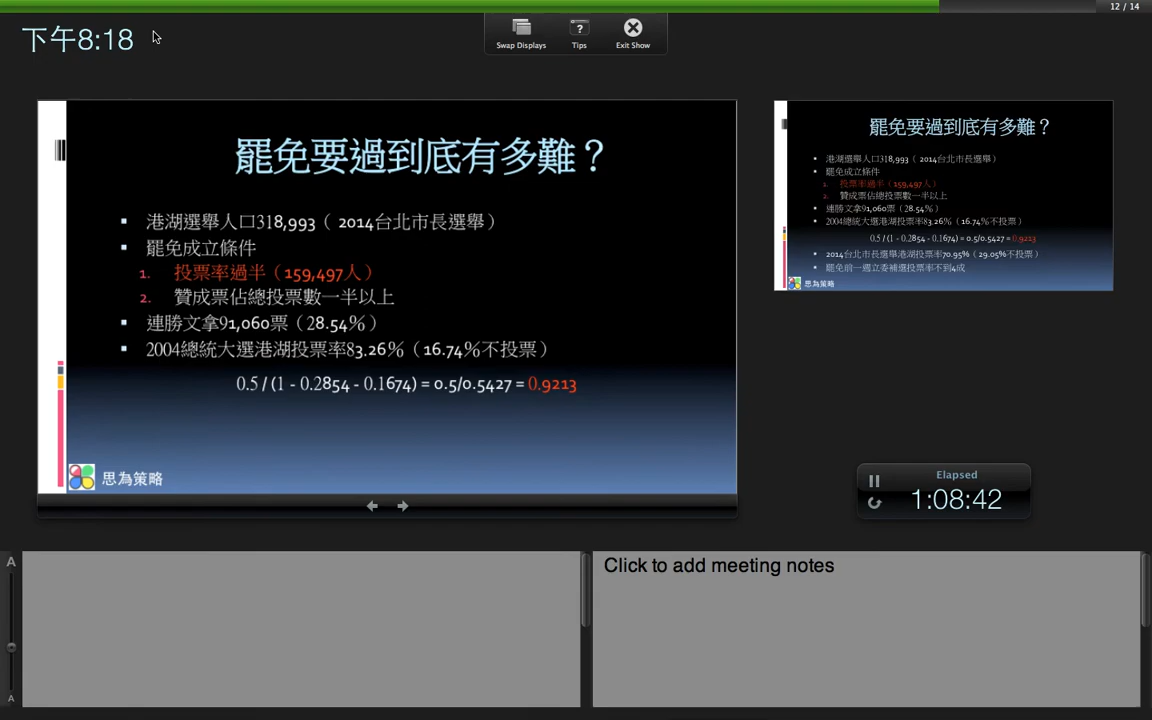 12 / 14
下午8:18
Swap Displays
Tips
Exit Show
罷免要過到底有多難？
港湖選舉人口318,993（ 2014台北市長選舉）
罷免成立條件
1. 投票率過半（159,497人）
2. 贊成票佔總投票數一半以上
連勝文拿91,060票（28.54%）
2004總統大選港湖投票率83.26%（16.74%不投票）
0.5 / (1 - 0.2854 - 0.1674) = 0.5/0.5427 = 0.9213
思為策略
罷免要過到底有多難？
港湖選舉人口318,993（ 2014台北市長選舉）
罷免成立條件
1. 投票率過半（159,497人）
2. 贊成票佔總投票數一半以上
連勝文拿91,060票（28.54%）
2004總統大選港湖投票率83.26%（16.74%不投票）
0.5 / (1 - 0.2854 - 0.1674) = 0.5/0.5427 = 0.9213
2014台北市長選舉港湖投票率70.95%（29.05%不投票）
罷免前一週立委補選投票率不到4成
思為策略
Elapsed
1:08:42
A
A
Click to add meeting notes